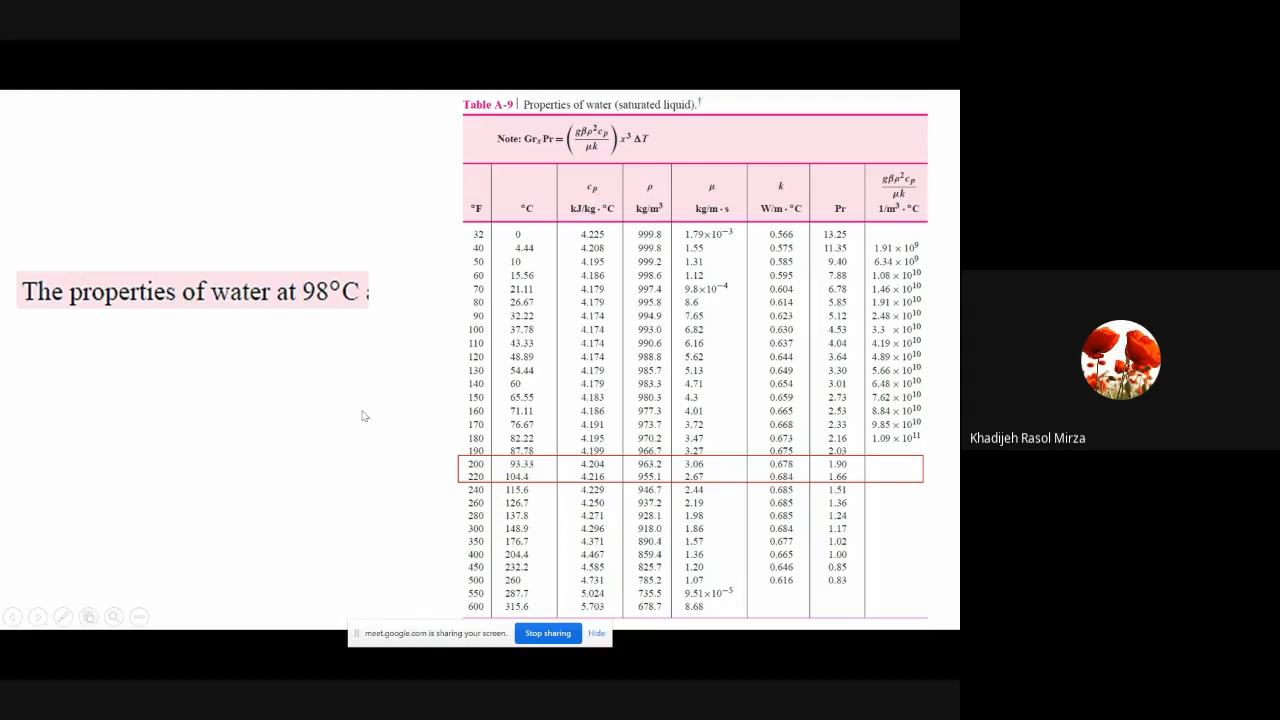 The properties of water at 98°C
Table A-9 | Properties of water (saturated liquid).†
Note: GrₓPr = (gβρ²cₚ / μk) x³ ΔT
°F °C cₚ kJ/kg·°C ρ kg/m³ μ kg/m·s k W/m·°C Pr gβρ²cₚ/μk 1/m³·°C
32 0 4.225 999.8 1.79×10⁻³ 0.566 13.25
40 4.44 4.208 999.8 1.55 0.575 11.35 1.91 × 10⁹
50 10 4.195 999.2 1.31 0.585 9.40 6.34 × 10⁹
60 15.56 4.186 998.6 1.12 0.595 7.88 1.08 × 10¹⁰
70 21.11 4.179 997.4 9.8×10⁻⁴ 0.604 6.78 1.46 × 10¹⁰
80 26.67 4.179 995.8 8.6 0.614 5.85 1.91 × 10¹⁰
90 32.22 4.174 994.9 7.65 0.623 5.12 2.48 × 10¹⁰
100 37.78 4.174 993.0 6.82 0.630 4.53 3.3 × 10¹⁰
110 43.33 4.174 990.6 6.16 0.637 4.04 4.19 × 10¹⁰
120 48.89 4.174 988.8 5.62 0.644 3.64 4.89 × 10¹⁰
130 54.44 4.179 985.7 5.13 0.649 3.30 5.66 × 10¹⁰
140 60 4.179 983.3 4.71 0.654 3.01 6.48 × 10¹⁰
150 65.55 4.183 980.3 4.3 0.659 2.73 7.62 × 10¹⁰
160 71.11 4.186 977.3 4.01 0.665 2.53 8.84 × 10¹⁰
170 76.67 4.191 973.7 3.72 0.668 2.33 9.85 × 10¹⁰
180 82.22 4.195 970.2 3.47 0.673 2.16 1.09 × 10¹¹
190 87.78 4.199 966.7 3.27 0.675 2.03
200 93.33 4.204 963.2 3.06 0.678 1.90
220 104.4 4.216 955.1 2.67 0.684 1.66
240 115.6 4.229 946.7 2.44 0.685 1.51
260 126.7 4.250 937.2 2.19 0.685 1.36
280 137.8 4.271 928.1 1.98 0.685 1.24
300 148.9 4.296 918.0 1.86 0.684 1.17
350 176.7 4.371 890.4 1.57 0.677 1.02
400 204.4 4.467 859.4 1.36 0.665 1.00
450 232.2 4.585 825.7 1.20 0.646 0.85
500 260 4.731 785.2 1.07 0.616 0.83
550 287.7 5.024 735.5 9.51×10⁻⁵
600 315.6 5.703 678.7 8.68
meet.google.com is sharing your screen. Stop sharing Hide
Khadijeh Rasol Mirza